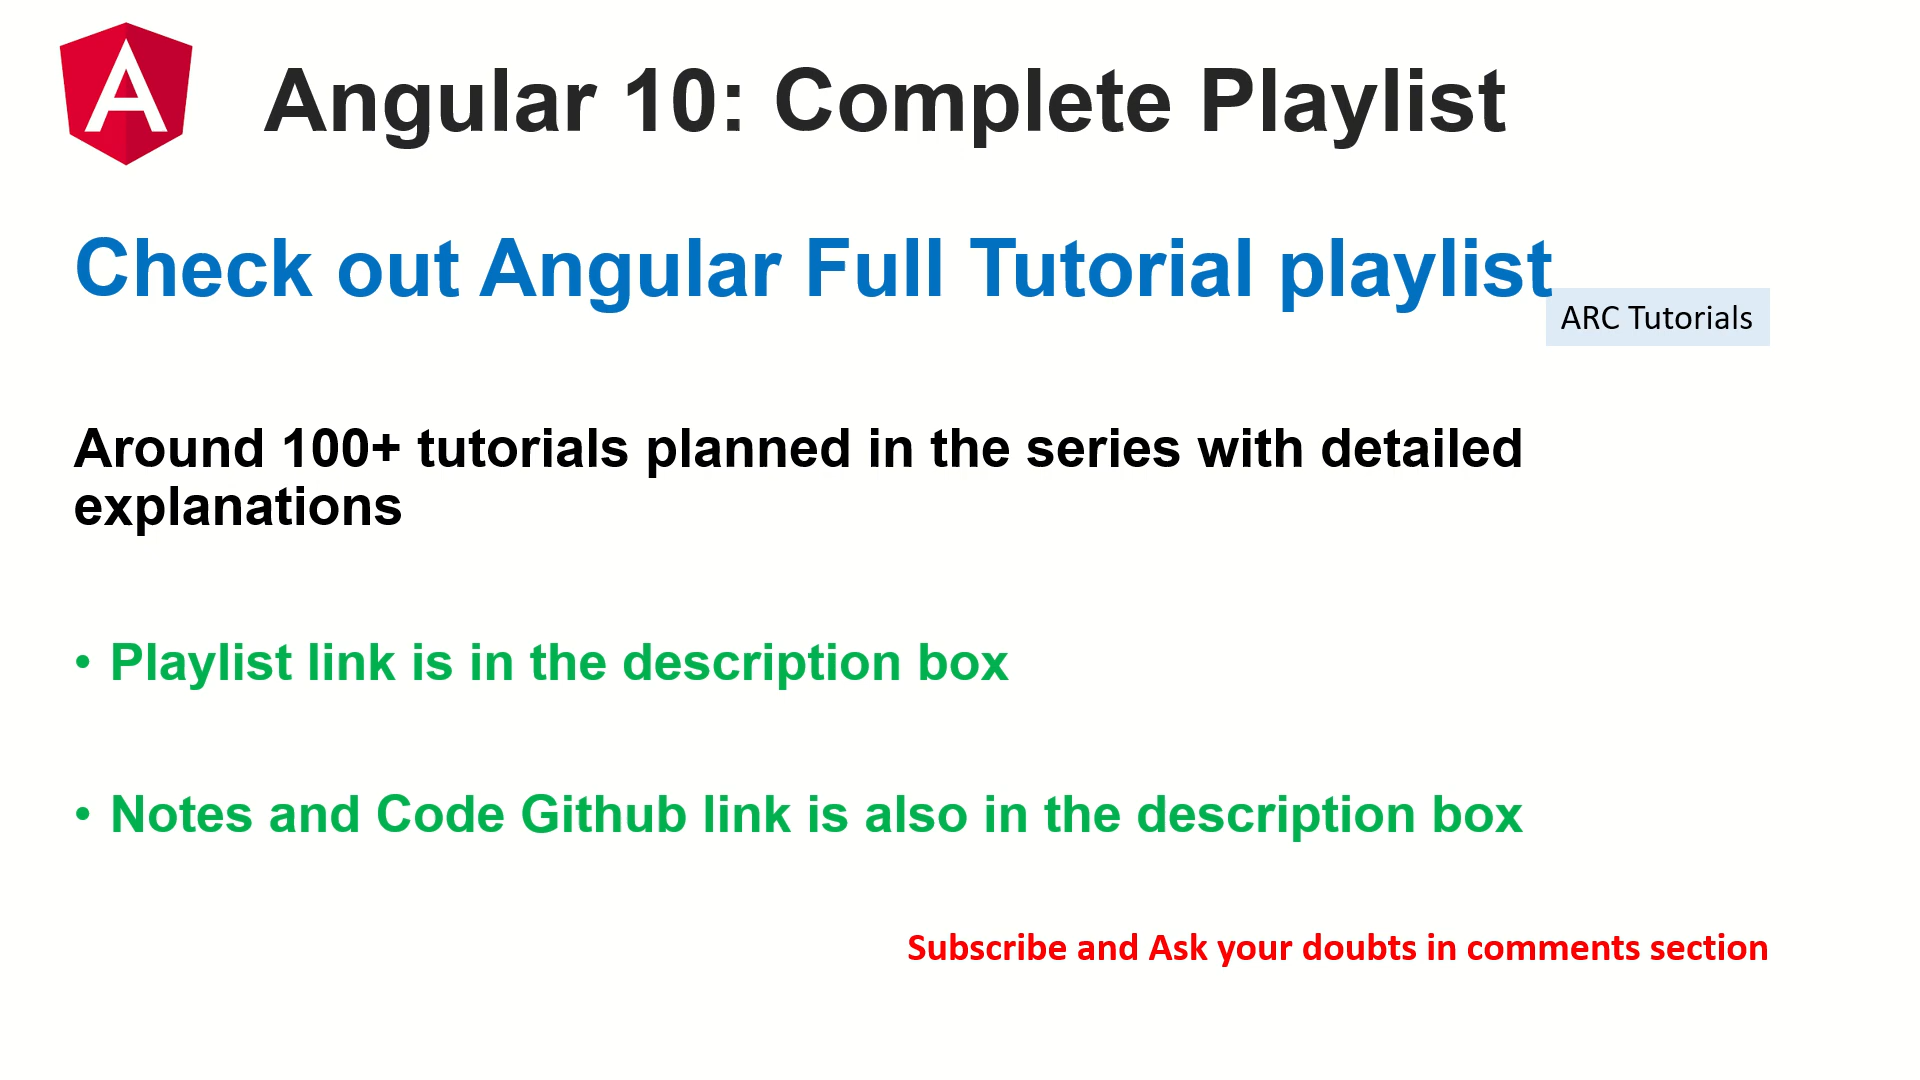 Angular 10: Complete Playlist
Check out Angular Full Tutorial playlist
ARC Tutorials
Around 100+ tutorials planned in the series with detailed
explanations
• Playlist link is in the description box
• Notes and Code Github link is also in the description box
Subscribe and Ask your doubts in comments section